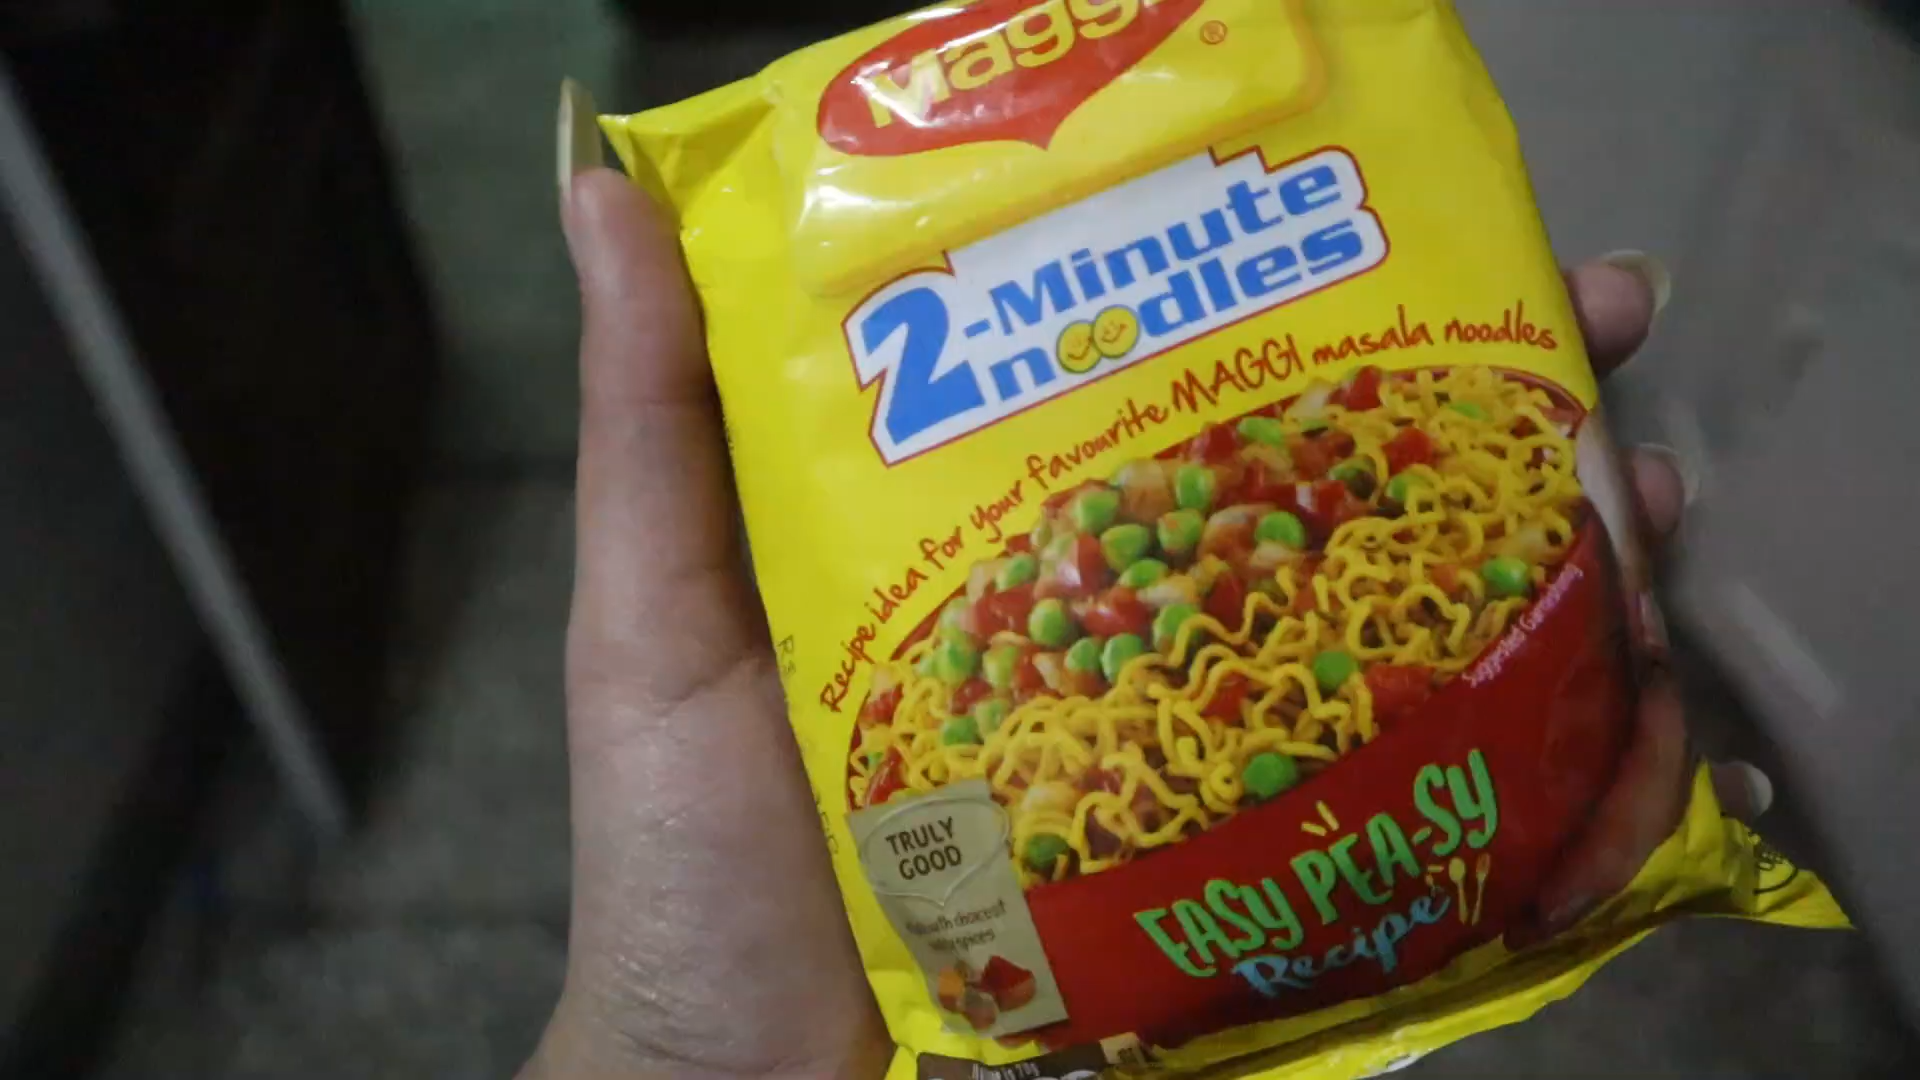 Maggi
®
2-Minute
noodles
Recipe idea for your favourite MAGGI masala noodles
Suggested Garnishing
TRULY
GOOD
EASY PEA-SY
Recipe